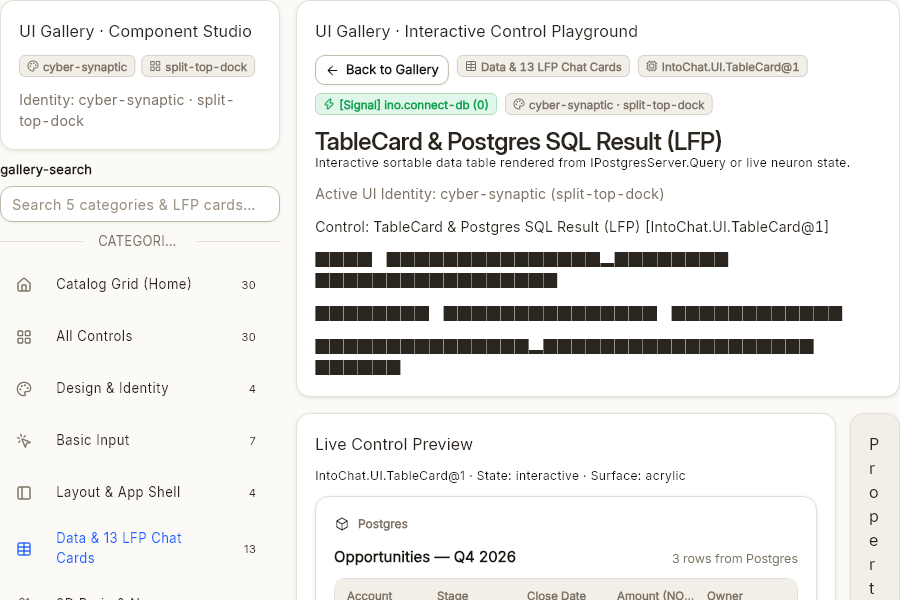 UI Gallery · Component Studio
cyber-synaptic
split-top-dock
Identity: cyber-synaptic · split-
top-dock
gallery-search
Search 5 categories & LFP cards...
CATEGORI...
Catalog Grid (Home) 30
All Controls 30
Design & Identity 4
Basic Input 7
Layout & App Shell 4
Data & 13 LFP Chat
Cards 13
UI Gallery · Interactive Control Playground
← Back to Gallery
Data & 13 LFP Chat Cards
IntoChat.UI.TableCard@1
[Signal] ino.connect-db (0)
cyber-synaptic · split-top-dock
TableCard & Postgres SQL Result (LFP)
Interactive sortable data table rendered from IPostgresServer.Query or live neuron state.
Active UI Identity: cyber-synaptic (split-top-dock)
Control: TableCard & Postgres SQL Result (LFP) [IntoChat.UI.TableCard@1]
Live Control Preview
IntoChat.UI.TableCard@1 · State: interactive · Surface: acrylic
Postgres
Opportunities — Q4 2026
3 rows from Postgres
Account Stage Close Date Amount (NO... Owner
P
r
o
p
e
r
t